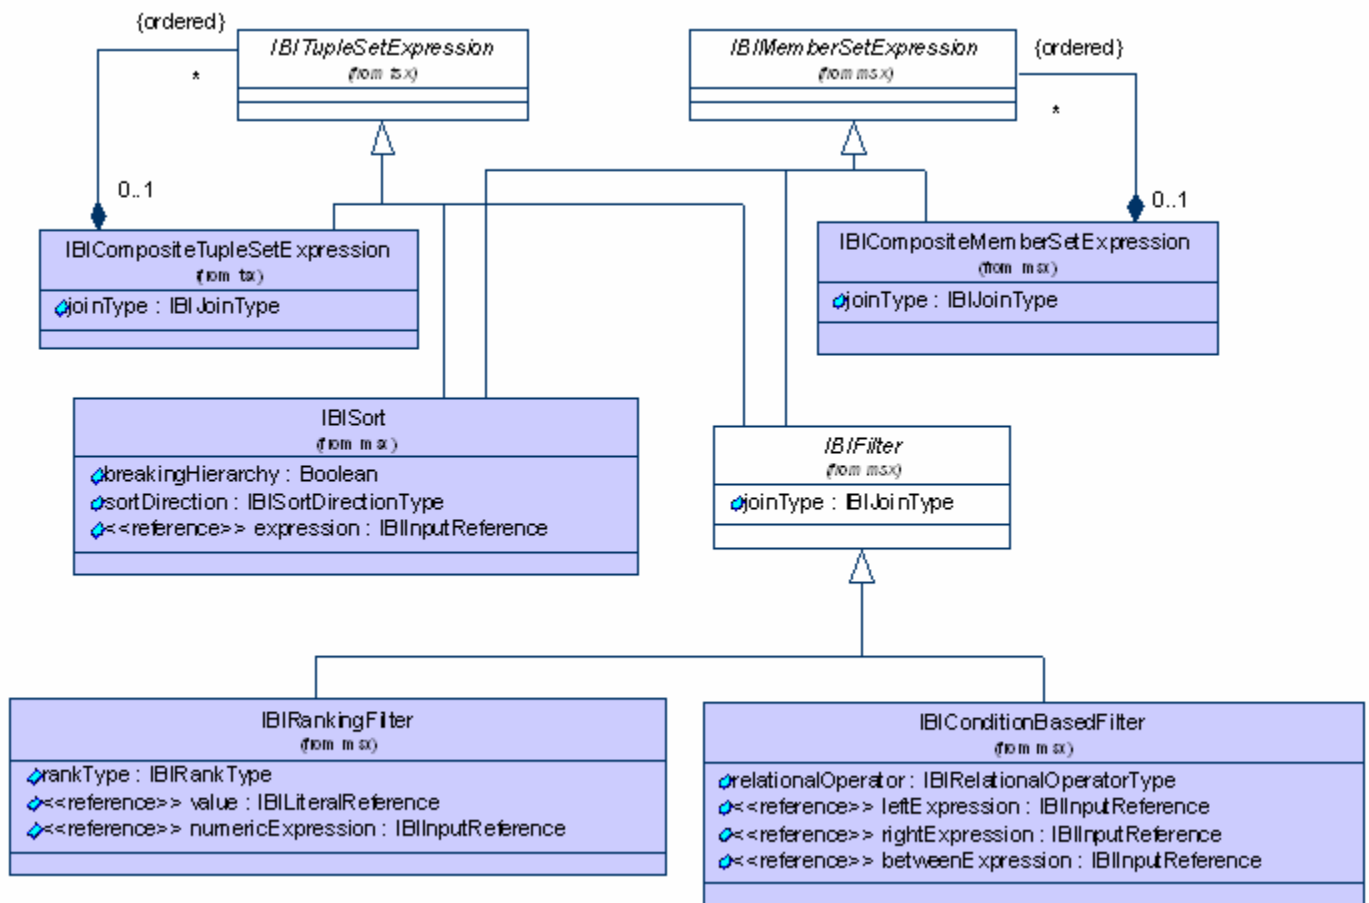 {ordered}
IBITupleSetExpression
(from tsx)
*
0..1
IBIMemberSetExpression
(from msx)
{ordered}
*
0..1
IBICompositeTupleSetExpression
(from tsx)
joinType : IBIJoinType
IBICompositeMemberSetExpression
(from msx)
joinType : IBIJoinType
IBISort
(from msx)
breakingHierarchy : Boolean
sortDirection : IBISortDirectionType
<<reference>> expression : IBIInputReference
IBIFilter
(from msx)
joinType : IBIJoinType
IBIRankingFilter
(from msx)
rankType : IBIRankType
<<reference>> value : IBILiteralReference
<<reference>> numericExpression : IBIInputReference
IBIConditionBasedFilter
(from msx)
relationalOperator : IBIRelationalOperatorType
<<reference>> leftExpression : IBIInputReference
<<reference>> rightExpression : IBIInputReference
<<reference>> betweenExpression : IBIInputReference